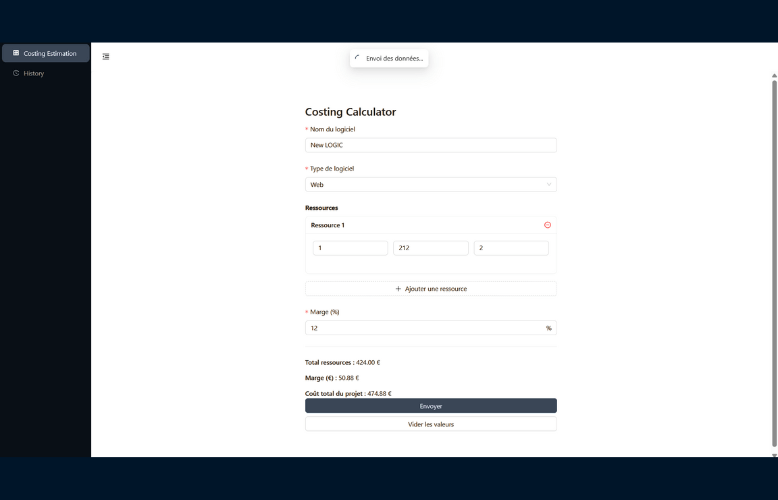 Costing Estimation
History
Envoi des données...
Costing Calculator
* Nom du logiciel
New LOGIC
* Type de logiciel
Web
Ressources
Ressource 1
1 212 2
+ Ajouter une ressource
* Marge (%)
12 %
Total ressources : 424.00 €
Marge (€) : 50.88 €
Coût total du projet : 474.88 €
Envoyer
Vider les valeurs